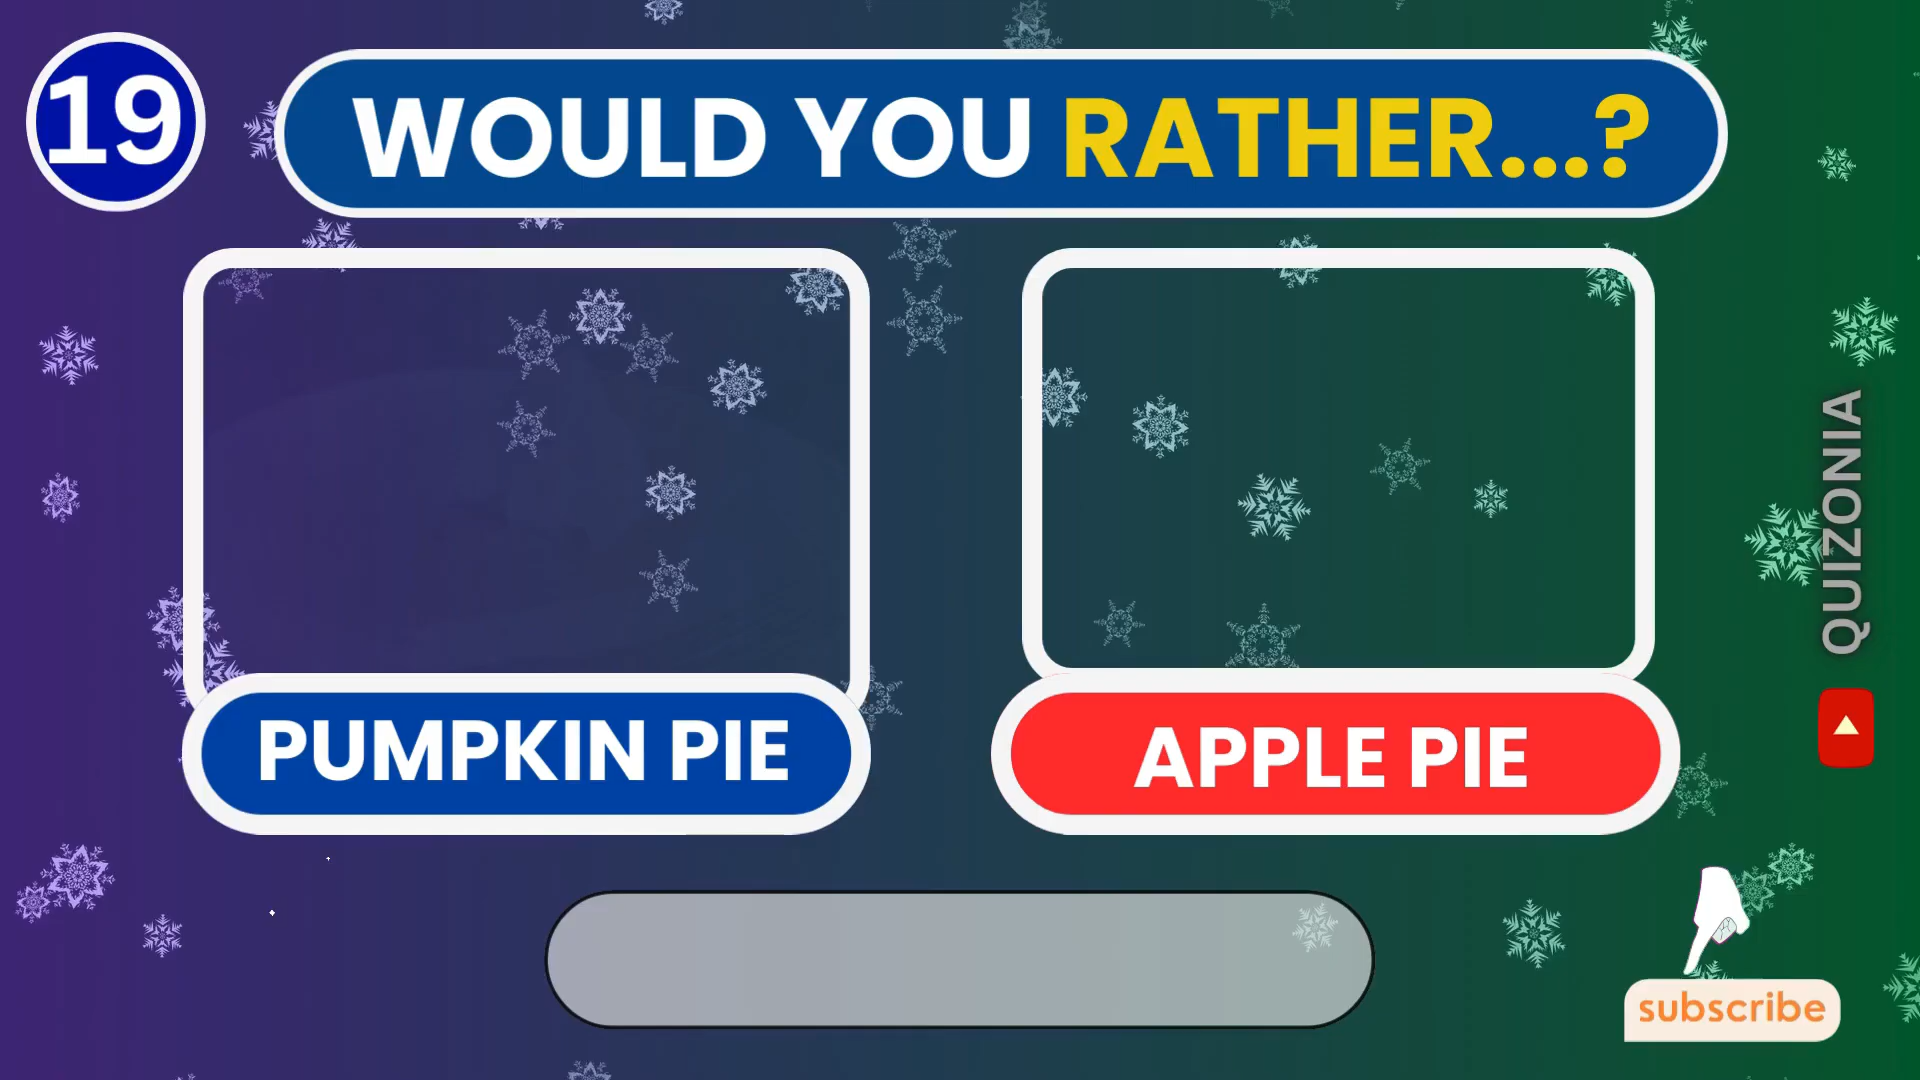 19
WOULD YOU RATHER...?
PUMPKIN PIE
APPLE PIE
QUIZONIA
subscribe